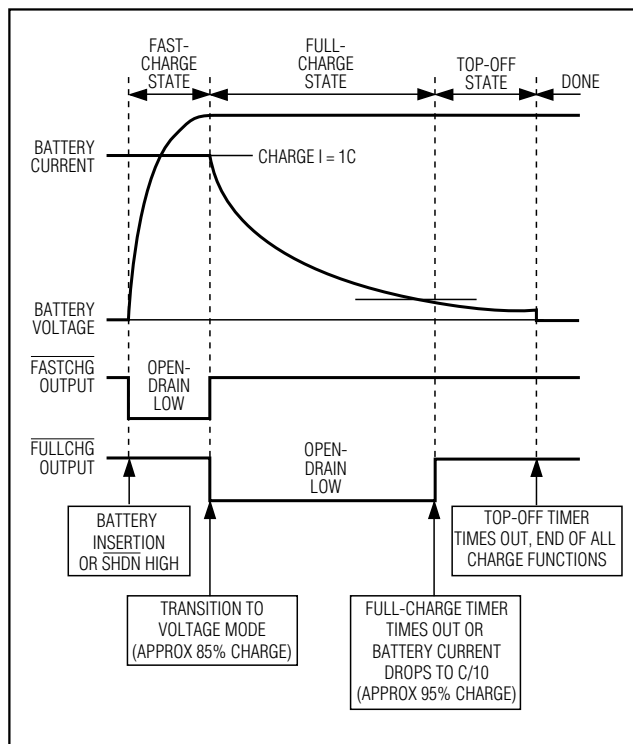 FAST-
CHARGE
STATE
FULL-
CHARGE
STATE
TOP-OFF
STATE
DONE
BATTERY
CURRENT
CHARGE I = 1C
BATTERY
VOLTAGE
FASTCHG
OUTPUT
OPEN-
DRAIN
LOW
FULLCHG
OUTPUT
OPEN-
DRAIN
LOW
BATTERY
INSERTION
OR SHDN HIGH
TOP-OFF TIMER
TIMES OUT, END OF ALL
CHARGE FUNCTIONS
TRANSITION TO
VOLTAGE MODE
(APPROX 85% CHARGE)
FULL-CHARGE TIMER
TIMES OUT OR
BATTERY CURRENT
DROPS TO C/10
(APPROX 95% CHARGE)